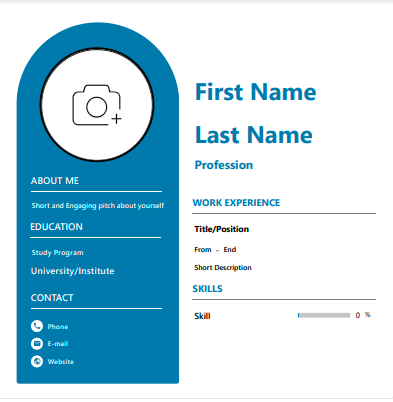 ABOUT ME
Short and Engaging pitch about yourself
EDUCATION
Study Program
University/Institute
CONTACT
Phone
E-mail
Website
First Name
Last Name
Profession
WORK EXPERIENCE
Title/Position
From – End
Short Description
SKILLS
Skill 0 %